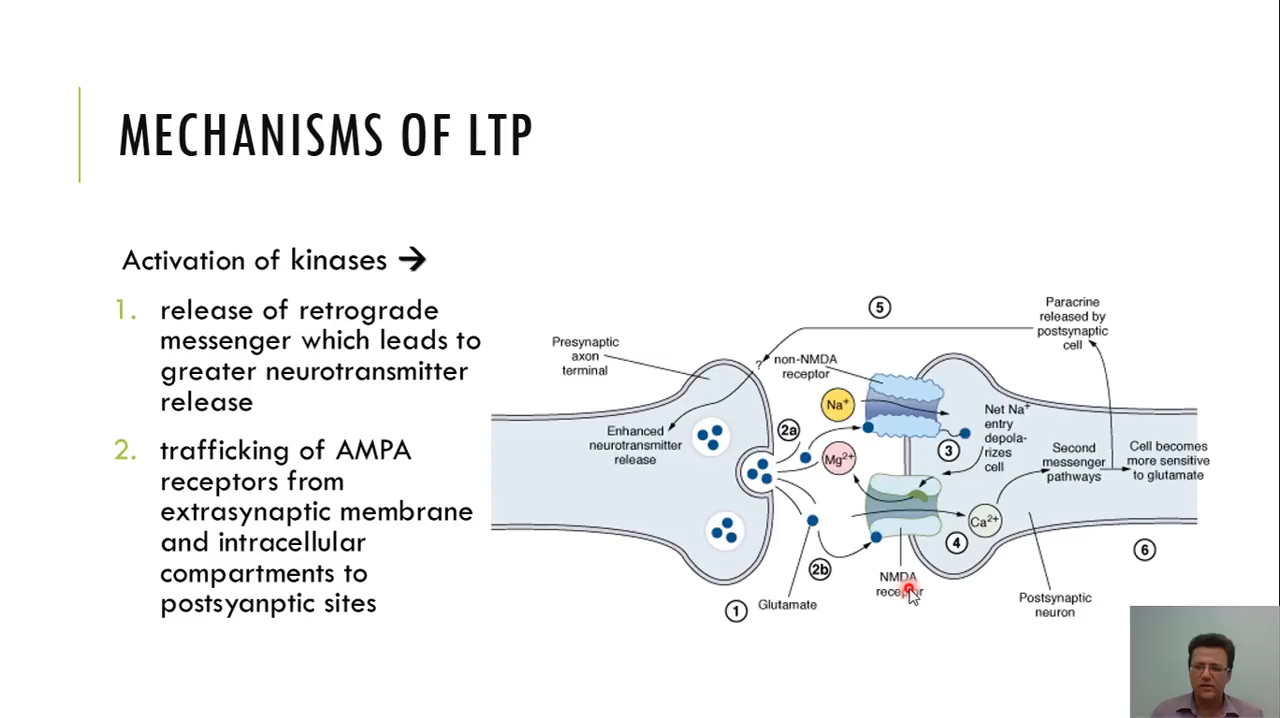 MECHANISMS OF LTP
Activation of kinases →
1. release of retrograde
messenger which leads to
greater neurotransmitter
release
2. trafficking of AMPA
receptors from
extrasynaptic membrane
and intracellular
compartments to
postsyanptic sites
5
Paracrine
released by
postsynaptic
cell
Presynaptic
axon
terminal
?
non-NMDA
receptor
Na+
Net Na+
entry
depola-
rizes
cell
Enhanced
neurotransmitter
release
2a
Mg2+
3
Second
messenger
pathways
Cell becomes
more sensitive
to glutamate
Ca2+
4
6
2b
NMDA
receptor
1
Glutamate
Postsynaptic
neuron